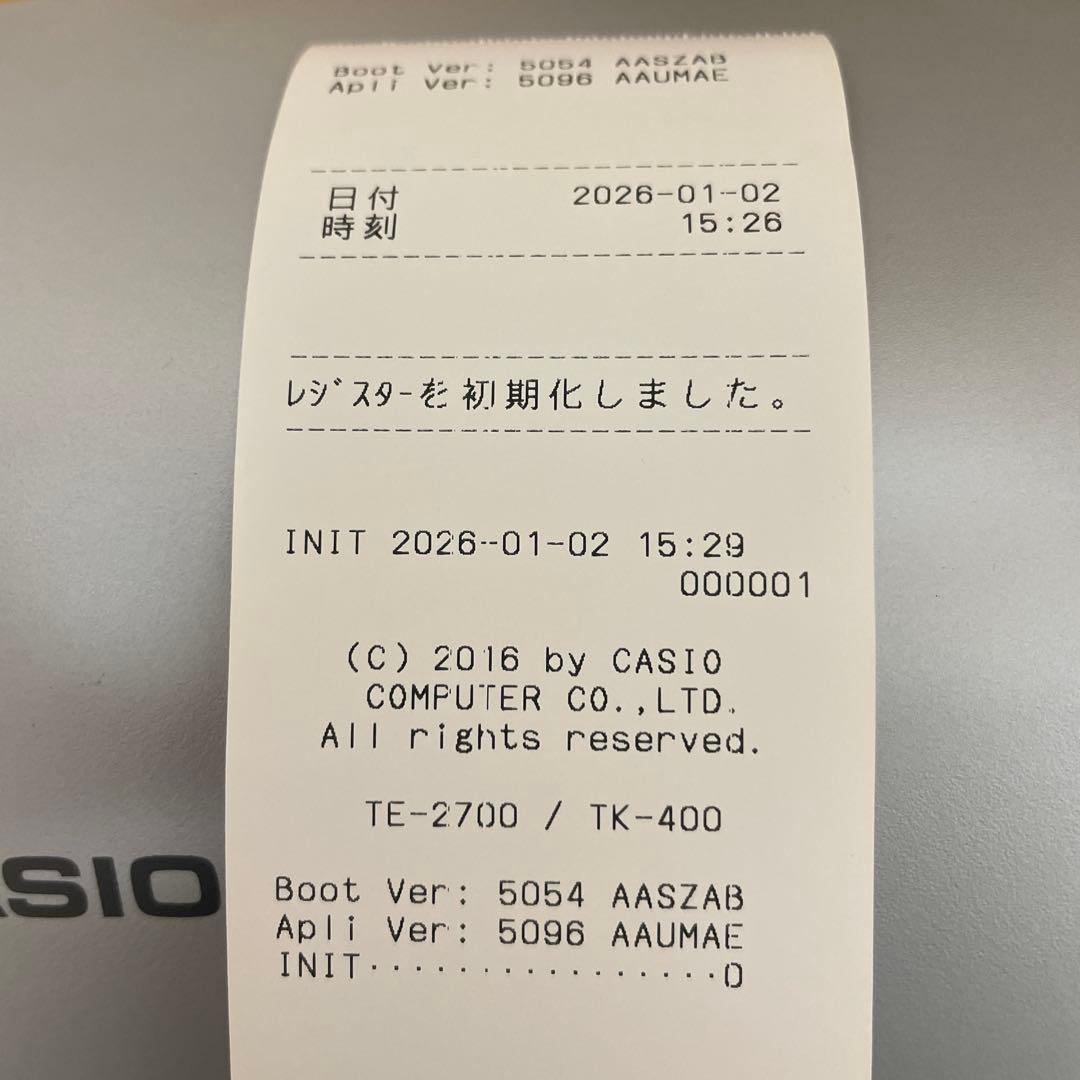 Boot Ver: 5054 AASZAB
Apli Ver: 5096 AAUMAE
日付 2026-01-02
時刻 15:26
ﾚｼﾞｽﾀｰを初期化しました。
INIT 2026-01-02 15:29
000001
(C) 2016 by CASIO
COMPUTER CO.,LTD.
All rights reserved.
TE-2700 / TK-400
ASIO
Boot Ver: 5054 AASZAB
Apli Ver: 5096 AAUMAE
INIT·················0